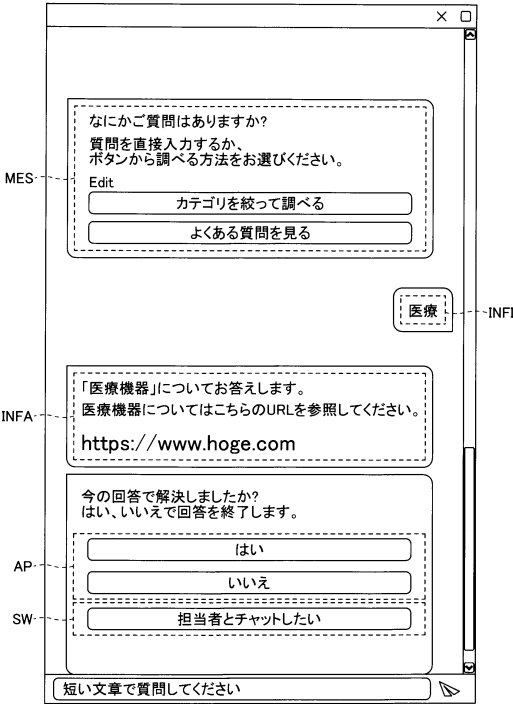 なにかご質問はありますか?
質問を直接入力するか、
ボタンから調べる方法をお選びください。
MES
Edit
カテゴリを絞って調べる
よくある質問を見る
医療
INFI
「医療機器」についてお答えします。
医療機器についてはこちらのURLを参照してください。
INFA
https://www.hoge.com
今の回答で解決しましたか?
はい、いいえで回答を終了します。
はい
AP
いいえ
SW
担当者とチャットしたい
短い文章で質問してください